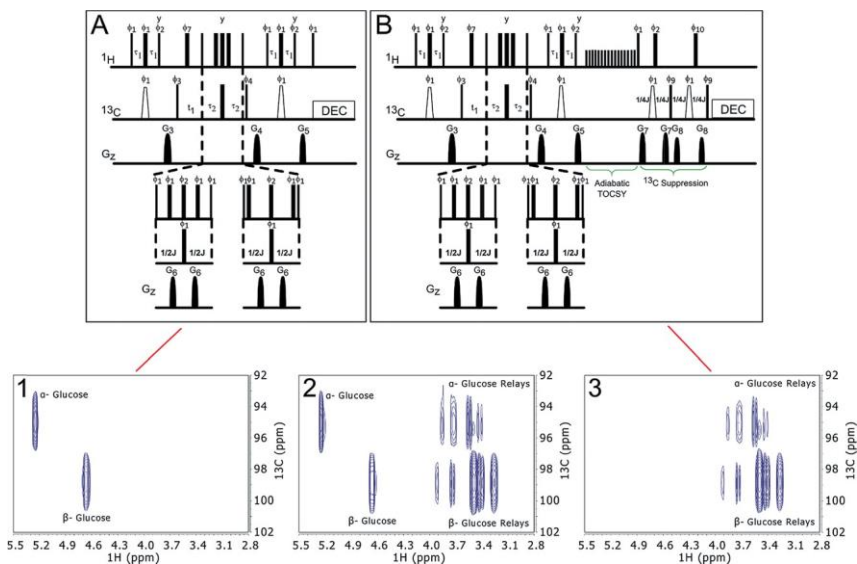 A
B
y y
ϕ1 ϕ1 ϕ2 ϕ7 ϕ1 ϕ1 ϕ2 ϕ1
τ1 τ1 τ1 τ1
1H
ϕ1 ϕ3 ϕ4 ϕ1
13C t1 τ2 τ2 DEC
G3 G4 G5
Gz
ϕ1 ϕ1 ϕ2 ϕ1 ϕ1 ϕ1 ϕ1 ϕ2 ϕ1 ϕ1
ϕ1 ϕ1
1/2J 1/2J 1/2J 1/2J
G6 G6 G6 G6
Gz
y y y y
ϕ1 ϕ1 ϕ2 ϕ7 ϕ1 ϕ1 ϕ2 ϕ1 ϕ2 ϕ10
τ1 τ1 τ1 τ1
1H
ϕ1 ϕ3 ϕ4 ϕ1 ϕ1 ϕ9 ϕ1 ϕ9
13C t1 τ2 τ2 1/4J 1/4J 1/4J 1/4J DEC
G3 G4 G5 G7 G7 G8 G8
Gz
Adiabatic
TOCSY
13C Suppression
ϕ1 ϕ1 ϕ2 ϕ1 ϕ1 ϕ1 ϕ1 ϕ2 ϕ1 ϕ1
ϕ1 ϕ1
1/2J 1/2J 1/2J 1/2J
G6 G6 G6 G6
Gz
1
α- Glucose
β- Glucose
92
94
96
98
100
102
13C (ppm)
5.5 5.2 4.9 4.6 4.3 4.0 3.7 3.4 3.1 2.8
1H (ppm)
2
α- Glucose
α- Glucose Relays
β- Glucose
β- Glucose Relays
92
94
96
98
100
102
13C (ppm)
5.5 5.2 4.9 4.6 4.3 4.0 3.7 3.4 3.1 2.8
1H (ppm)
3
α- Glucose Relays
β- Glucose Relays
92
94
96
98
100
102
13C (ppm)
5.5 5.2 4.9 4.6 4.3 4.0 3.7 3.4 3.1 2.8
1H (ppm)